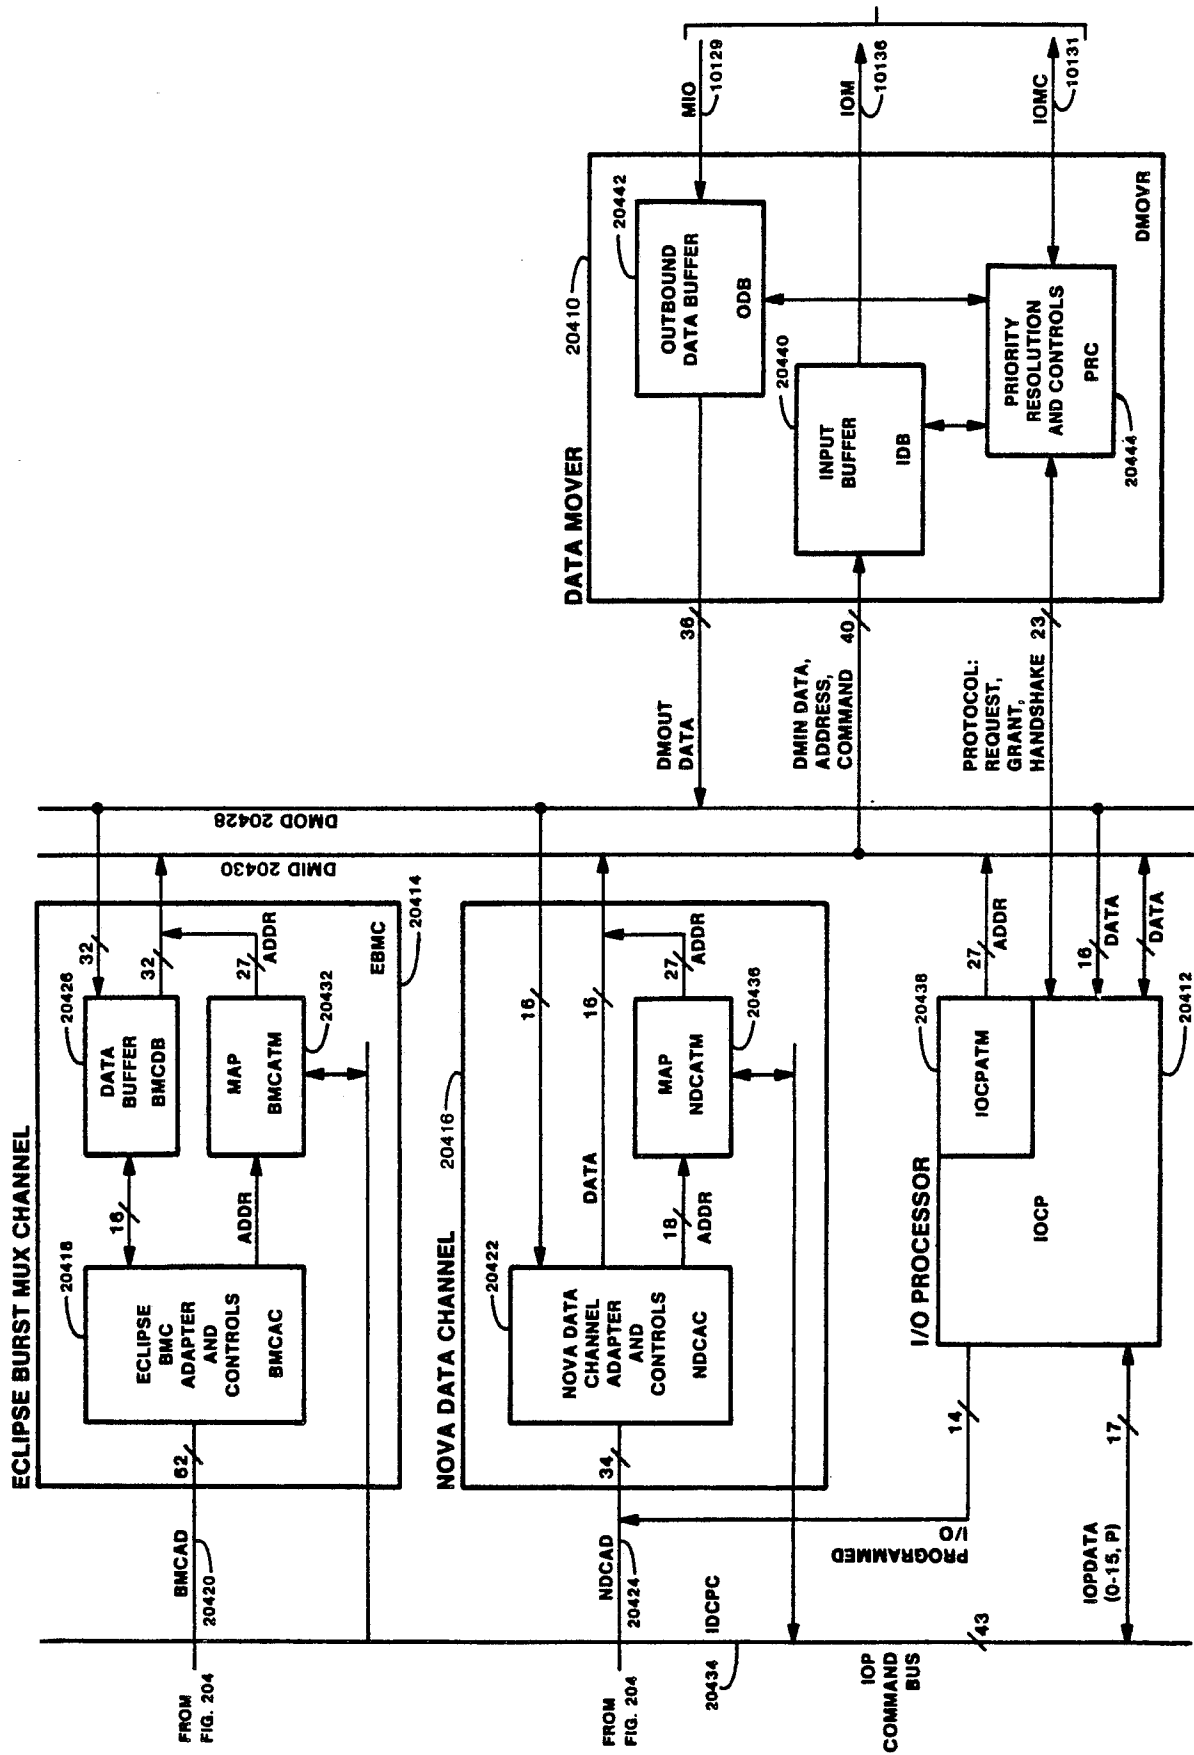 ECLIPSE BURST MUX CHANNEL
FROM
FIG. 204
BMCAD
20420
62
20418
ECLIPSE
BMC
ADAPTER
AND
CONTROLS
BMCAC
16
ADDR
20426
DATA
BUFFER
BMCDB
MAP
BMCATM
20432
32
32
27
ADDR
EBMC
20414
DMID 20430
DMOD 20428
NOVA DATA CHANNEL
20416
FROM
FIG. 204
NDCAD
20424
34
20422
NOVA DATA
CHANNEL
ADAPTER
AND
CONTROLS
NDCAC
DATA
18
ADDR
MAP
NDCATM
20436
16
16
27
ADDR
IDCPC
20434
IOP
COMMAND
BUS
43
PROGRAMMED
I/O
14
IOPDATA
(0-15, P)
17
I/O PROCESSOR
IOCP
IOCPATM
20438
27
ADDR
16
DATA
DATA
20412
DMOUT
DATA
36
DMIN DATA,
ADDRESS,
COMMAND
40
PROTOCOL:
REQUEST,
GRANT,
HANDSHAKE
23
DATA MOVER
20410
OUTBOUND
DATA BUFFER
ODB
20442
20440
INPUT
BUFFER
IDB
PRIORITY
RESOLUTION
AND CONTROLS
PRC
20444
DMOVR
MIO
10129
IOM
10136
IOMC
10131